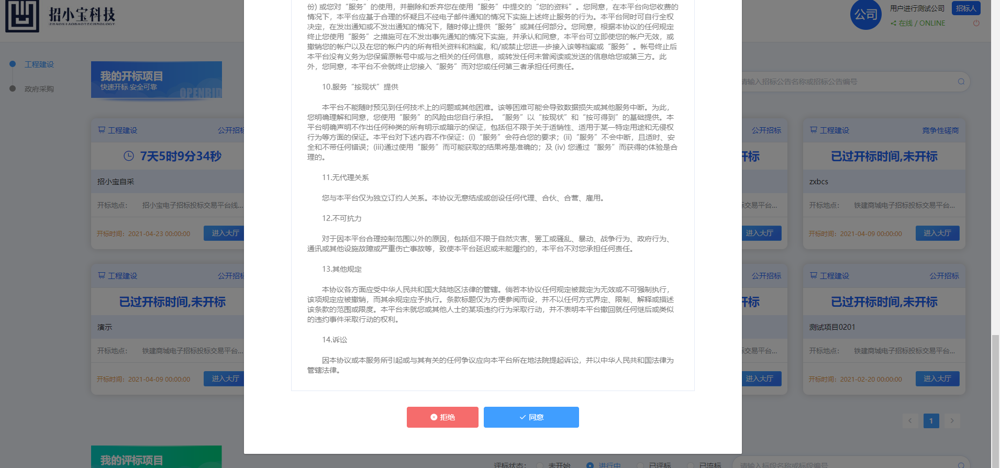 招小宝科技
ZHAOXIAOBAOTECHNOLOGY
公司
用户进行测试公司
招标人
在线 / ONLINE
工程建设
政府采购
我的开标项目
快速开标 安全可靠
OPENBID
请输入招标公告名称或招标公告编号
份) 或您对“服务”的使用，并删除和丢弃您在使用“服务”中提交的“您的资料”。您同意，在本平台向您收费的
情况下，本平台应基于合理的怀疑且不经电子邮件通知的情况下实施上述终止服务的行为。本平台同时可自行全权
决定，在发出通知或不发出通知的情况下，随时停止提供“服务”或其任何部分。您同意，根据本协议的任何规定
终止您使用“服务”之措施可在不发出事先通知的情况下实施，并承认和同意，本平台可立即使您的帐户无效，或
撤销您的帐户以及在您的帐户内的所有相关资料和档案，和/或禁止您进一步接入该等档案或“服务”。帐号终止后
本平台没有义务为您保留原帐号中或与之相关的任何信息，或转发任何未曾阅读或发送的信息给您或第三方。此
外，您同意，本平台不会就终止您接入“服务”而对您或任何第三者承担任何责任。
10.服务“按现状”提供
本平台不能随时预见到任何技术上的问题或其他困难。该等困难可能会导致数据损失或其他服务中断。为此，
您明确理解和同意，您使用“服务”的风险由您自行承担。“服务”以“按现状”和“按可得到”的基础提供。本
平台明确声明不作出任何种类的所有明示或暗示的保证，包括但不限于关于适销性、适用于某一特定用途和无侵权
行为等方面的保证。本平台对下述内容不作保证：(i)“服务”会符合您的要求；(ii)“服务”不会中断，且适时、安
全和不带任何错误；(iii)通过使用“服务”而可能获取的结果将是准确的；及 (iv) 您通过“服务”而获得的体验是合
理的。
11.无代理关系
您与本平台仅为独立订约人关系。本协议无意结成或创设任何代理、合伙、合营、雇用。
12.不可抗力
对于因本平台合理控制范围以外的原因，包括但不限于自然灾害、罢工或骚乱、暴动、战争行为、政府行为、
通讯或其他设施故障或严重伤亡事故等，致使本平台延迟或未能履约的，本平台不对您承担任何责任。
13.其他规定
本协议各方面应受中华人民共和国大陆地区法律的管辖。倘若本协议任何规定被裁定为无效或不可强制执行，
该项规定应被撤销，而其余规定应予执行。条款标题仅为方便参阅而设，并不以任何方式界定、限制、解释或描述
该条款的范围或限度。本平台未就您或其他人士的某项违约行为采取行动，并不表明本平台撤回就任何继后或类似
的违约事件采取行动的权利。
14.诉讼
因本协议或本服务所引起或与其有关的任何争议应向本平台所在地法院提起诉讼，并以中华人民共和国法律为
管辖法律。
拒绝
同意
工程建设
公开招标
7天5时9分34秒
招小宝自采
开标地点：
招小宝电子招标投标交易平台线...
开标时间：2021-04-23 00:00:00
进入大厅
公开招标
开标
标交易平台...
进入大厅
工程建设
竞争性磋商
已过开标时间,未开标
zxbcs
开标地点：
铁建商城电子招标投标交易平台...
开标时间：2021-04-09 00:00:00
进入大厅
工程建设
公开招标
已过开标时间,未开标
演示
开标地点：
铁建商城电子招标投标交易平台...
开标时间：2021-04-09 00:00:00
进入大厅
公开招标
开标
标交易平台...
进入大厅
工程建设
公开招标
已过开标时间,未开标
测试项目0201
开标地点：
铁建商城电子招标投标交易平台...
开标时间：2021-02-20 00:00:00
进入大厅
1
我的评标项目
评标状态：
未开始
进行中
已评标
已流标
请输入标段名称或标段编号